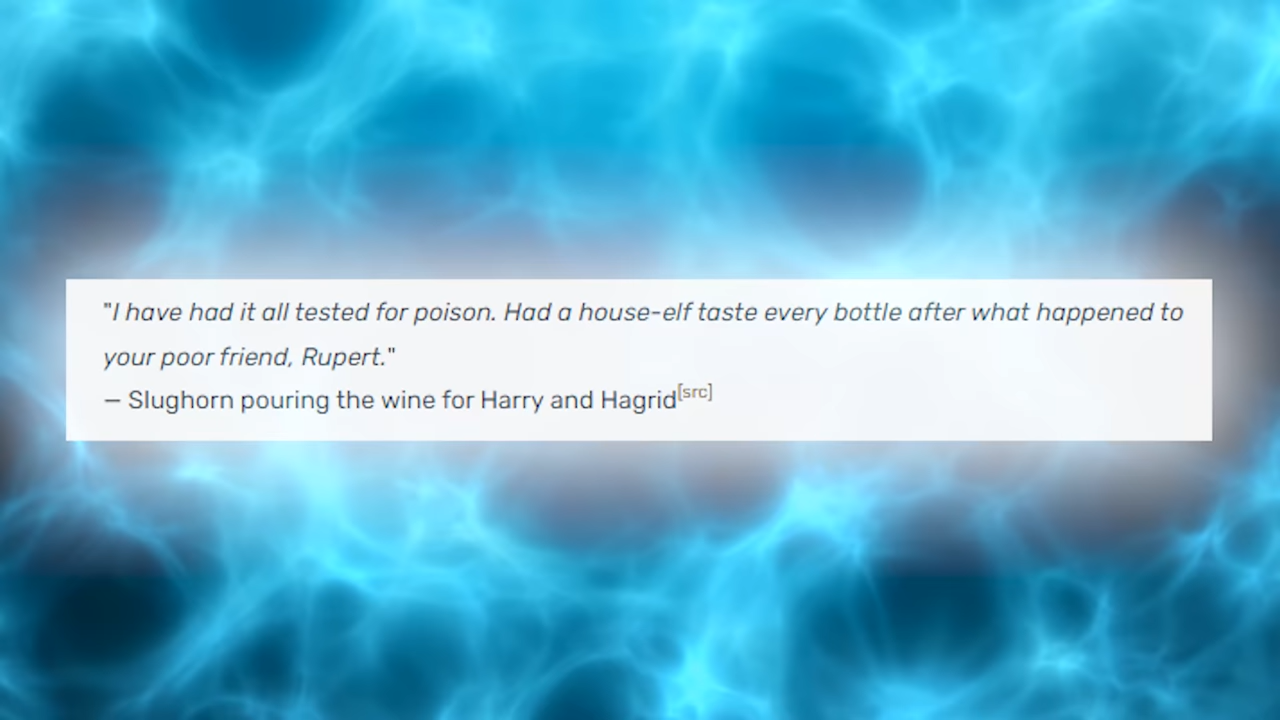 "I have had it all tested for poison. Had a house-elf taste every bottle after what happened to
your poor friend, Rupert."
— Slughorn pouring the wine for Harry and Hagrid[src]